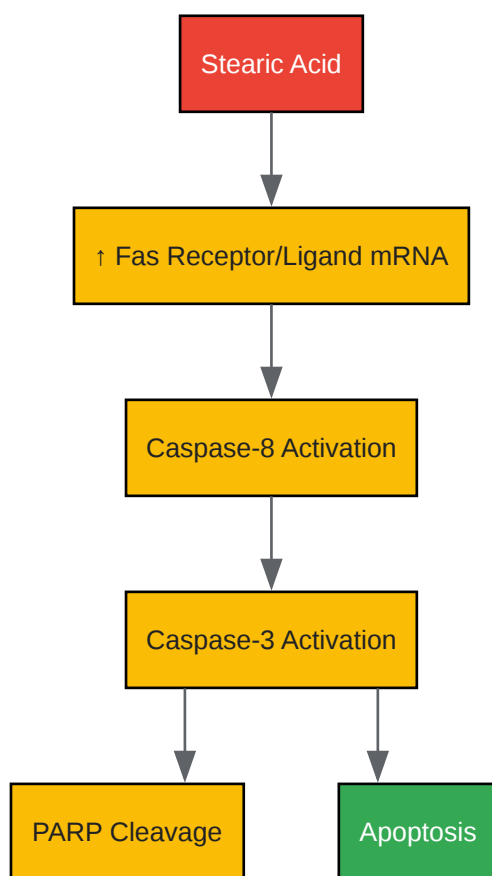 Stearic Acid
↑ Fas Receptor/Ligand mRNA
Caspase-8 Activation
Caspase-3 Activation
PARP Cleavage
Apoptosis